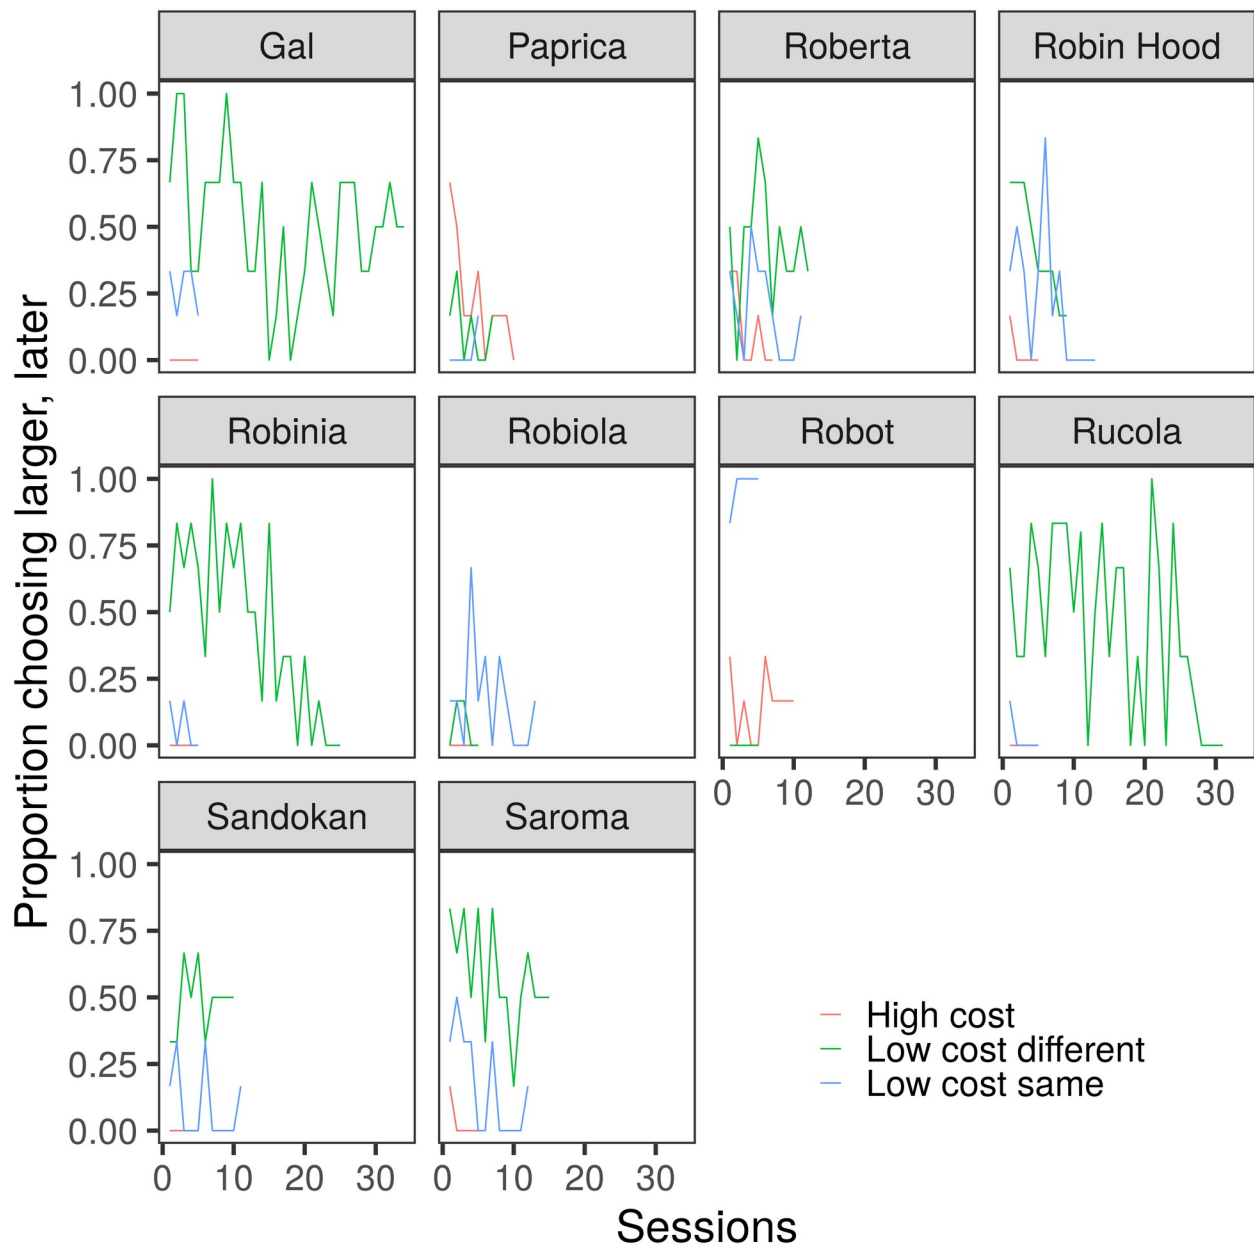 Gal Paprica Roberta Robin Hood
1.00
0.75
0.50
0.25
0.00
Robinia Robiola Robot Rucola
1.00
0.75
0.50
0.25
0.00
0 10 20 30 0 10 20 30
Sandokan Saroma
1.00
0.75
0.50
0.25
0.00
0 10 20 30 0 10 20 30
Proportion choosing larger, later
Sessions
High cost
Low cost different
Low cost same